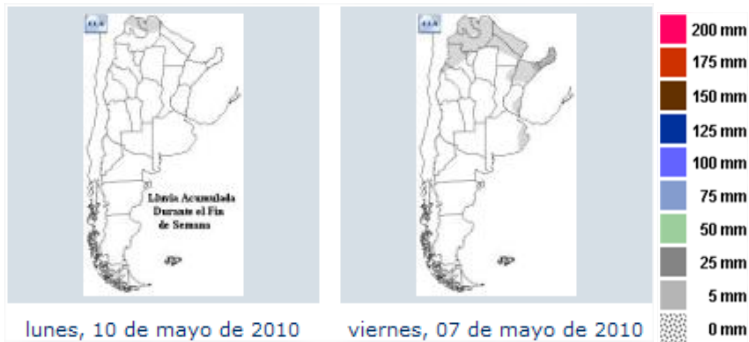 Lluvia Acumulada
Durante el Fin
de Semana
lunes, 10 de mayo de 2010
viernes, 07 de mayo de 2010
200 mm
175 mm
150 mm
125 mm
100 mm
75 mm
50 mm
25 mm
5 mm
0 mm